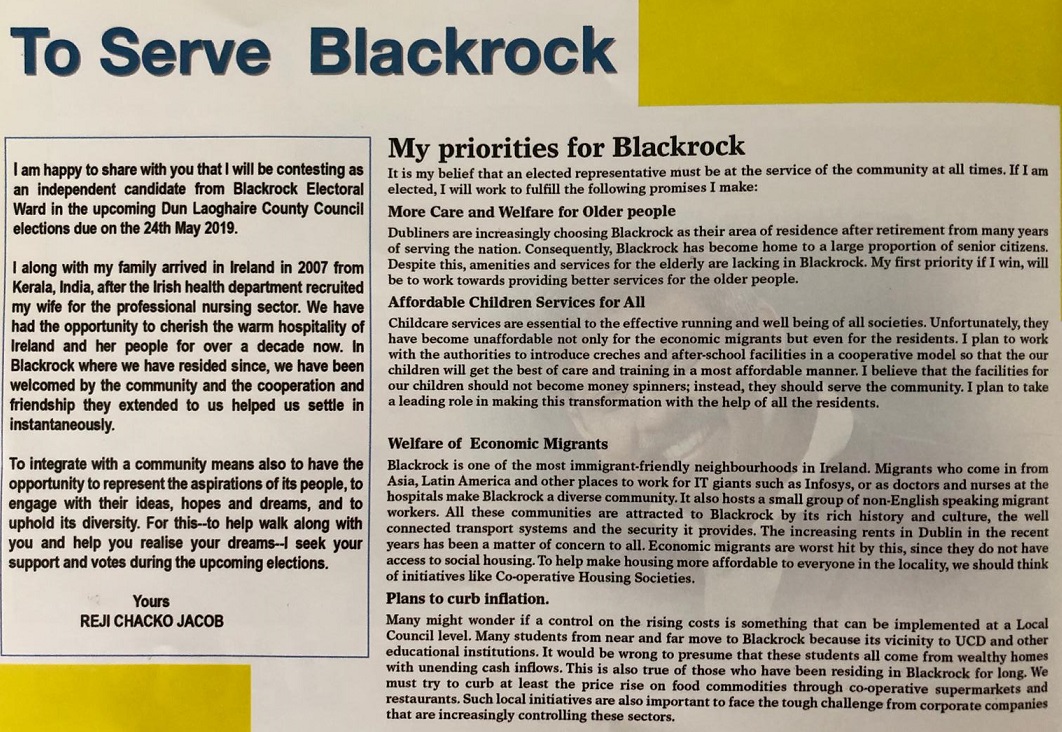 To Serve Blackrock
I am happy to share with you that I will be contesting as
an independent candidate from Blackrock Electoral
Ward in the upcoming Dun Laoghaire County Council
elections due on the 24th May 2019.
I along with my family arrived in Ireland in 2007 from
Kerala, India, after the Irish health department recruited
my wife for the professional nursing sector. We have
had the opportunity to cherish the warm hospitality of
Ireland and her people for over a decade now. In
Blackrock where we have resided since, we have been
welcomed by the community and the cooperation and
friendship they extended to us helped us settle in
instantaneously.
To integrate with a community means also to have the
opportunity to represent the aspirations of its people, to
engage with their ideas, hopes and dreams, and to
uphold its diversity. For this--to help walk along with
you and help you realise your dreams--I seek your
support and votes during the upcoming elections.
Yours
REJI CHACKO JACOB
My priorities for Blackrock
It is my belief that an elected representative must be at the service of the community at all times. If I am
elected, I will work to fulfill the following promises I make:
More Care and Welfare for Older people
Dubliners are increasingly choosing Blackrock as their area of residence after retirement from many years
of serving the nation. Consequently, Blackrock has become home to a large proportion of senior citizens.
Despite this, amenities and services for the elderly are lacking in Blackrock. My first priority if I win, will
be to work towards providing better services for the older people.
Affordable Children Services for All
Childcare services are essential to the effective running and well being of all societies. Unfortunately, they
have become unaffordable not only for the economic migrants but even for the residents. I plan to work
with the authorities to introduce creches and after-school facilities in a cooperative model so that the our
children will get the best of care and training in a most affordable manner. I believe that the facilities for
our children should not become money spinners; instead, they should serve the community. I plan to take
a leading role in making this transformation with the help of all the residents.
Welfare of Economic Migrants
Blackrock is one of the most immigrant-friendly neighbourhoods in Ireland. Migrants who come in from
Asia, Latin America and other places to work for IT giants such as Infosys, or as doctors and nurses at the
hospitals make Blackrock a diverse community. It also hosts a small group of non-English speaking migrant
workers. All these communities are attracted to Blackrock by its rich history and culture, the well
connected transport systems and the security it provides. The increasing rents in Dublin in the recent
years has been a matter of concern to all. Economic migrants are worst hit by this, since they do not have
access to social housing. To help make housing more affordable to everyone in the locality, we should think
of initiatives like Co-operative Housing Societies.
Plans to curb inflation.
Many might wonder if a control on the rising costs is something that can be implemented at a Local
Council level. Many students from near and far move to Blackrock because its vicinity to UCD and other
educational institutions. It would be wrong to presume that these students all come from wealthy homes
with unending cash inflows. This is also true of those who have been residing in Blackrock for long. We
must try to curb at least the price rise on food commodities through co-operative supermarkets and
restaurants. Such local initiatives are also important to face the tough challenge from corporate companies
that are increasingly controlling these sectors.